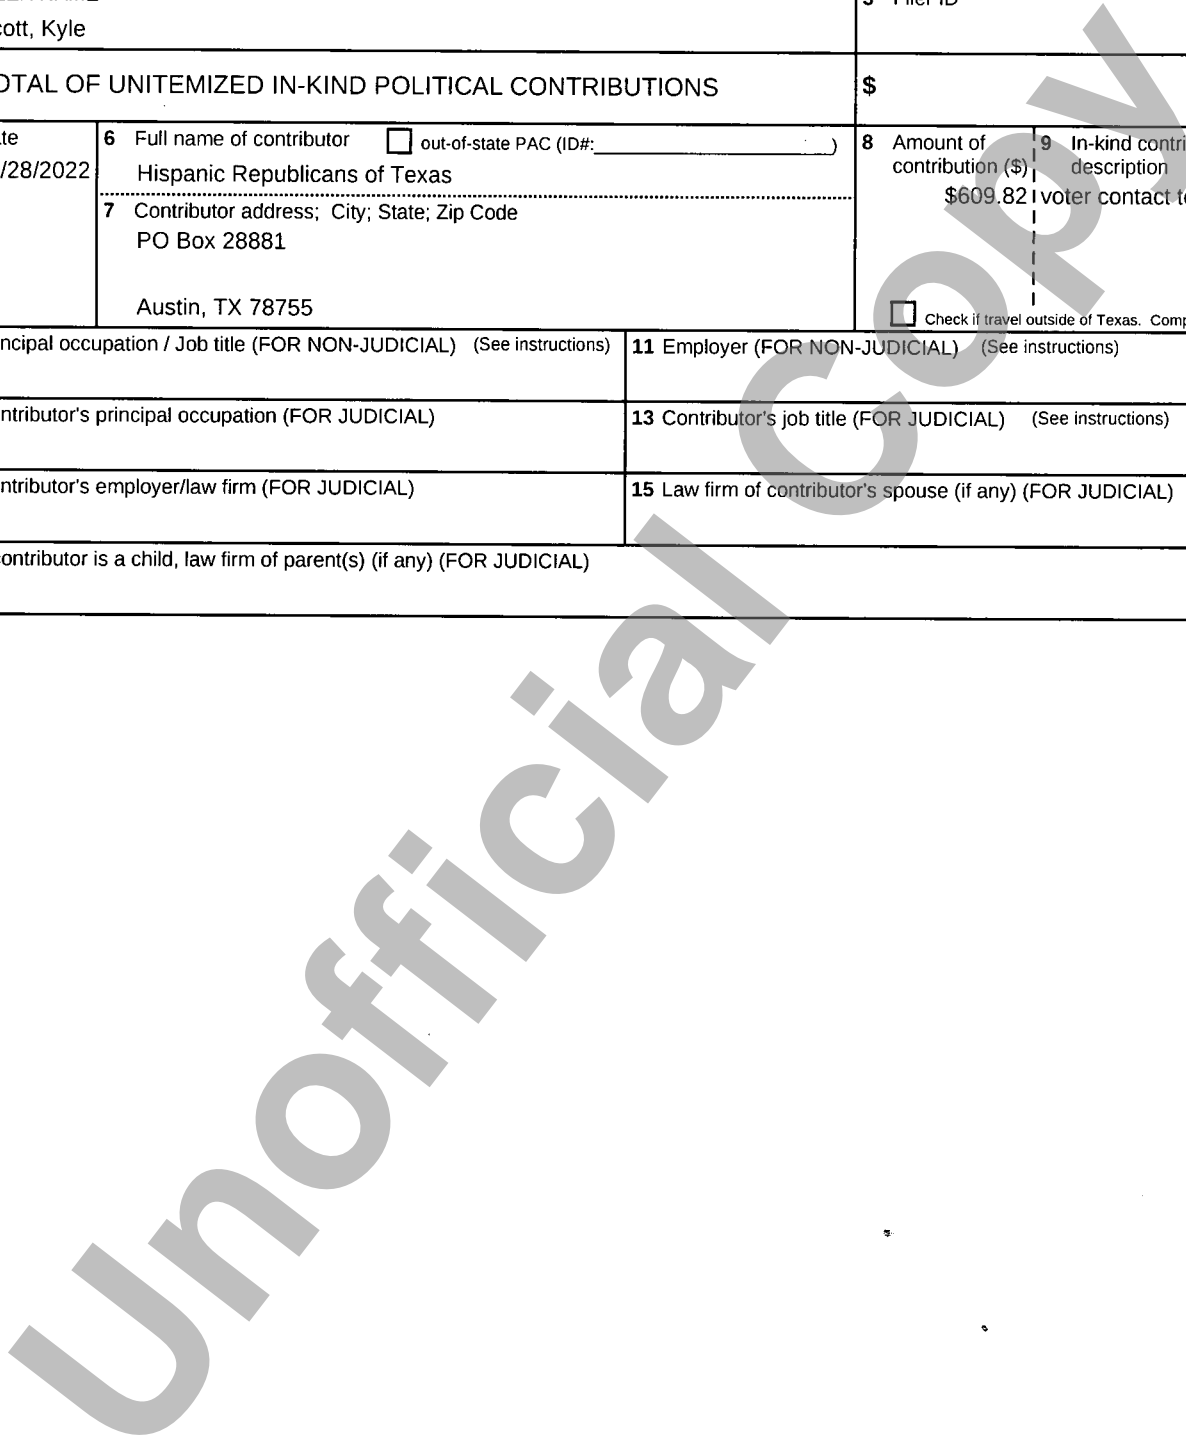 ott, Kyle
OTAL OF UNITEMIZED IN-KIND POLITICAL CONTRIBUTIONS $
te
/28/2022
6 Full name of contributor out-of-state PAC (ID#: )
Hispanic Republicans of Texas
7 Contributor address; City; State; Zip Code
PO Box 28881
Austin, TX 78755
8 Amount of
contribution ($)
$609.82
9 In-kind contri
description
voter contact t
Check if travel outside of Texas. Comp
ncipal occupation / Job title (FOR NON-JUDICIAL) (See instructions)
11 Employer (FOR NON-JUDICIAL) (See instructions)
ntributor's principal occupation (FOR JUDICIAL)
13 Contributor's job title (FOR JUDICIAL) (See instructions)
ntributor's employer/law firm (FOR JUDICIAL)
15 Law firm of contributor's spouse (if any) (FOR JUDICIAL)
ontributor is a child, law firm of parent(s) (if any) (FOR JUDICIAL)
Unofficial Copy